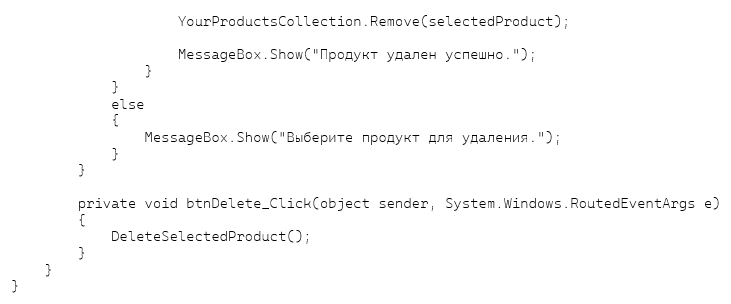 YourProductsCollection.Remove(selectedProduct);
MessageBox.Show("Продукт удален успешно.");
}
}
else
{
MessageBox.Show("Выберите продукт для удаления.");
}
}
private void btnDelete_Click(object sender, System.Windows.RoutedEventArgs e)
{
DeleteSelectedProduct();
}
}
}